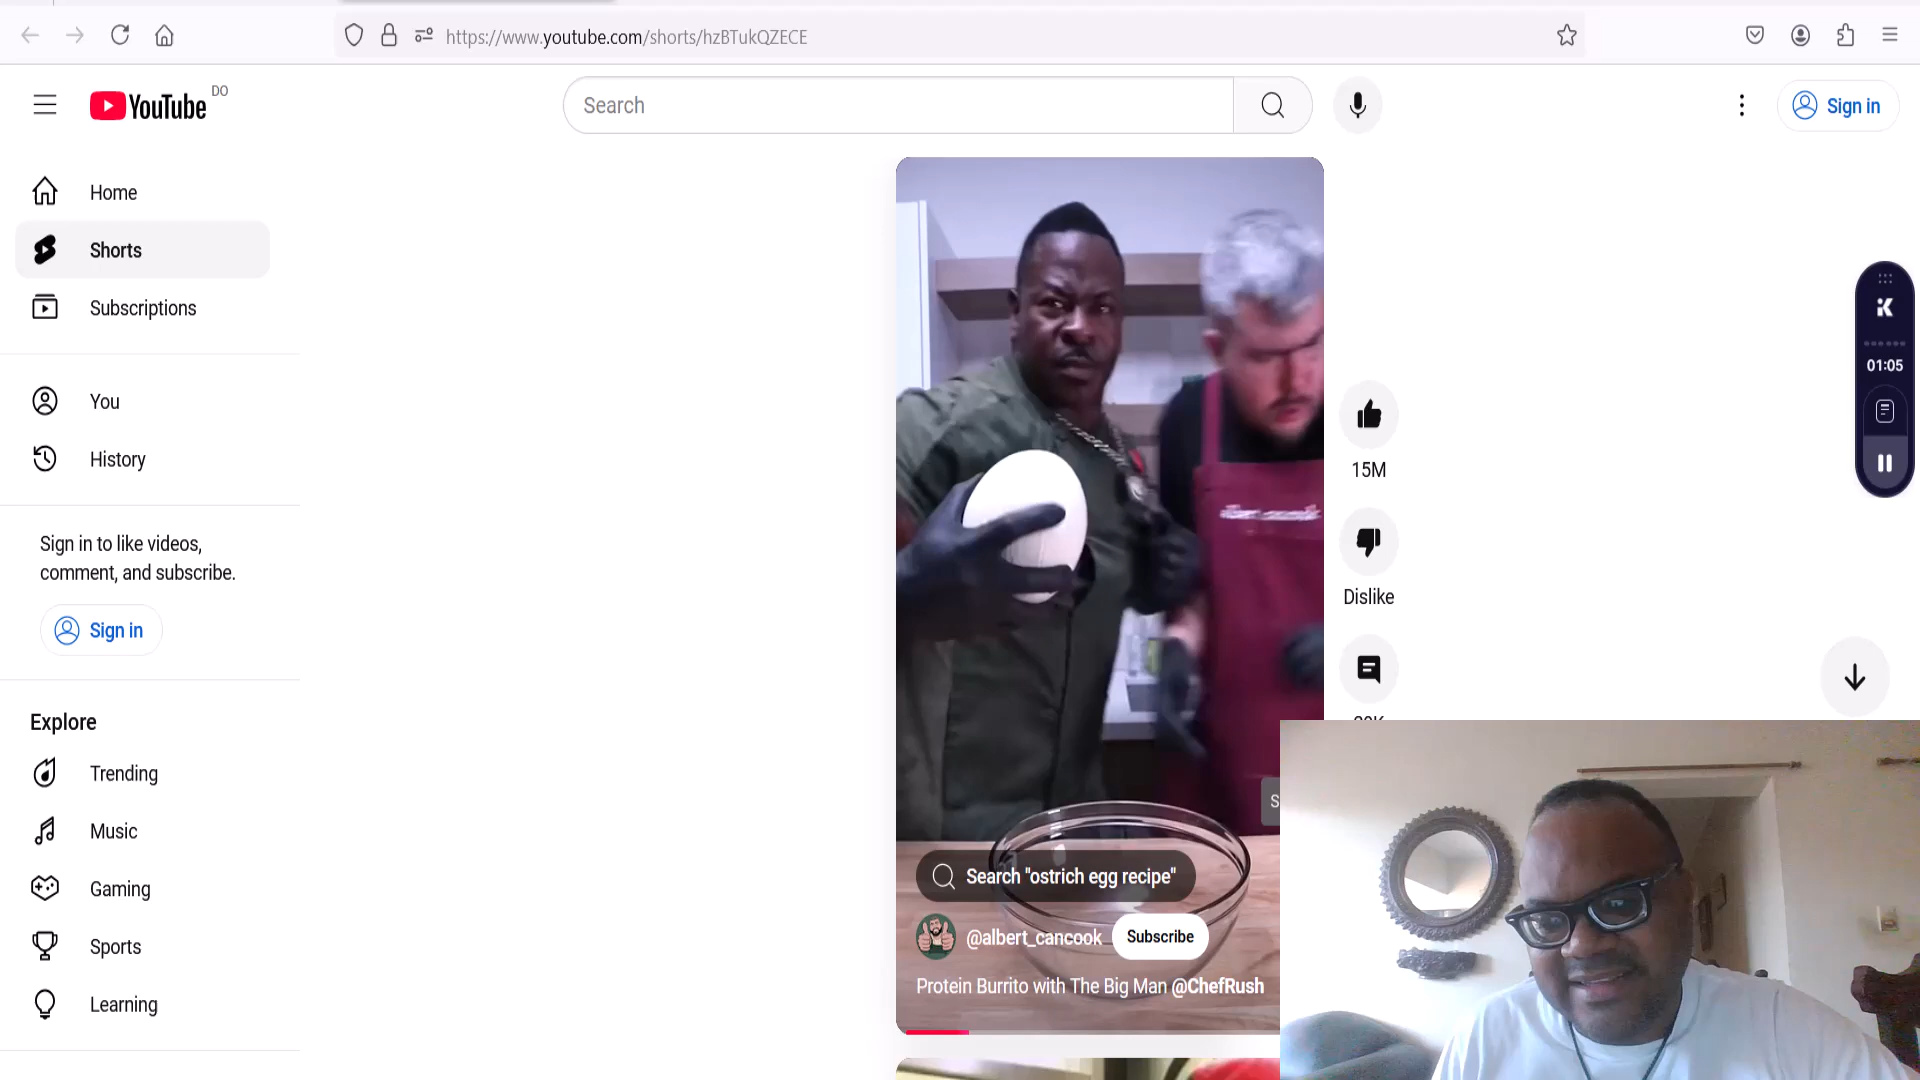 https://www.youtube.com/shorts/hzBTukQZECE
YouTube DO
Search
Sign in
Home
Shorts
Subscriptions
You
History
Sign in to like videos,
comment, and subscribe.
Sign in
Explore
Trending
Music
Gaming
Sports
Learning
15M
Dislike
01:05
Search "ostrich egg recipe"
@albert_cancook
Subscribe
Protein Burrito with The Big Man @ChefRush